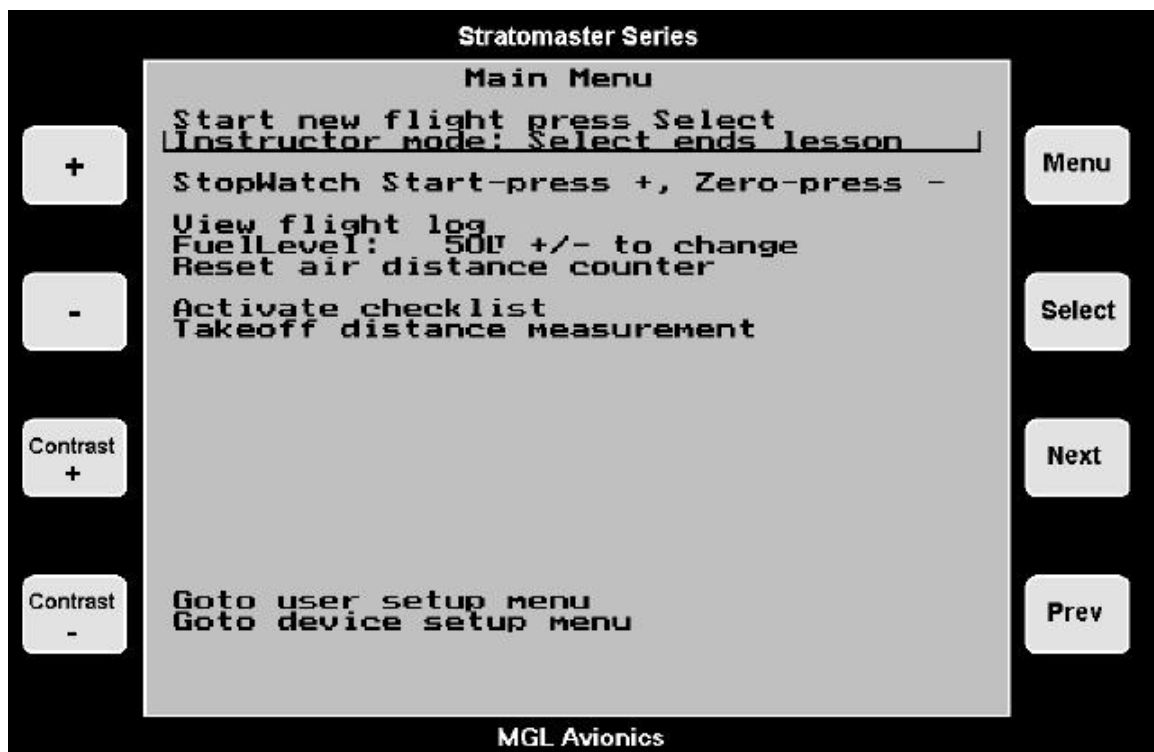 Stratomaster Series
Main Menu
Start new flight press Select
Instructor mode: Select ends lesson
StopWatch Start-press +, Zero-press -
View flight log
FuelLevel: 50LT +/- to change
Reset air distance counter
Activate checklist
Takeoff distance measurement
Goto user setup menu
Goto device setup menu
+
-
Contrast
+
Contrast
-
Menu
Select
Next
Prev
MGL Avionics